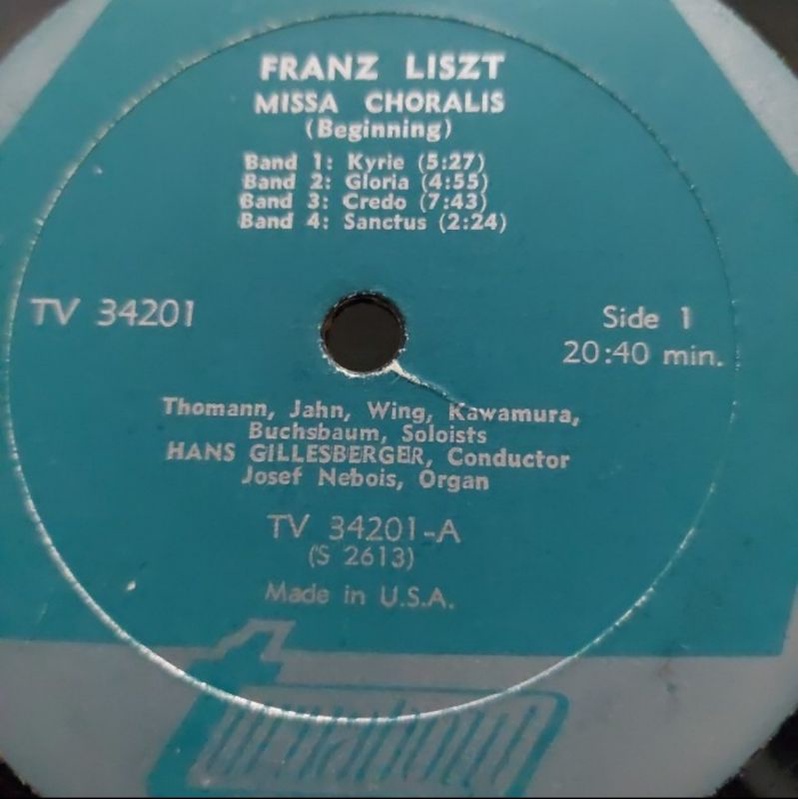 FRANZ LISZT
MISSA CHORALIS
(Beginning)
Band 1: Kyrie (5:27)
Band 2: Gloria (4:55)
Band 3: Credo (7:43)
Band 4: Sanctus (2:24)
TV 34201
Side 1
20:40 min.
Thomann, Jahn, Wing, Kawamura,
Buchsbaum, Soloists
HANS GILLESBERGER, Conductor
Josef Nebois, Organ
TV 34201-A
(S 2613)
Made in U.S.A.
turnabout